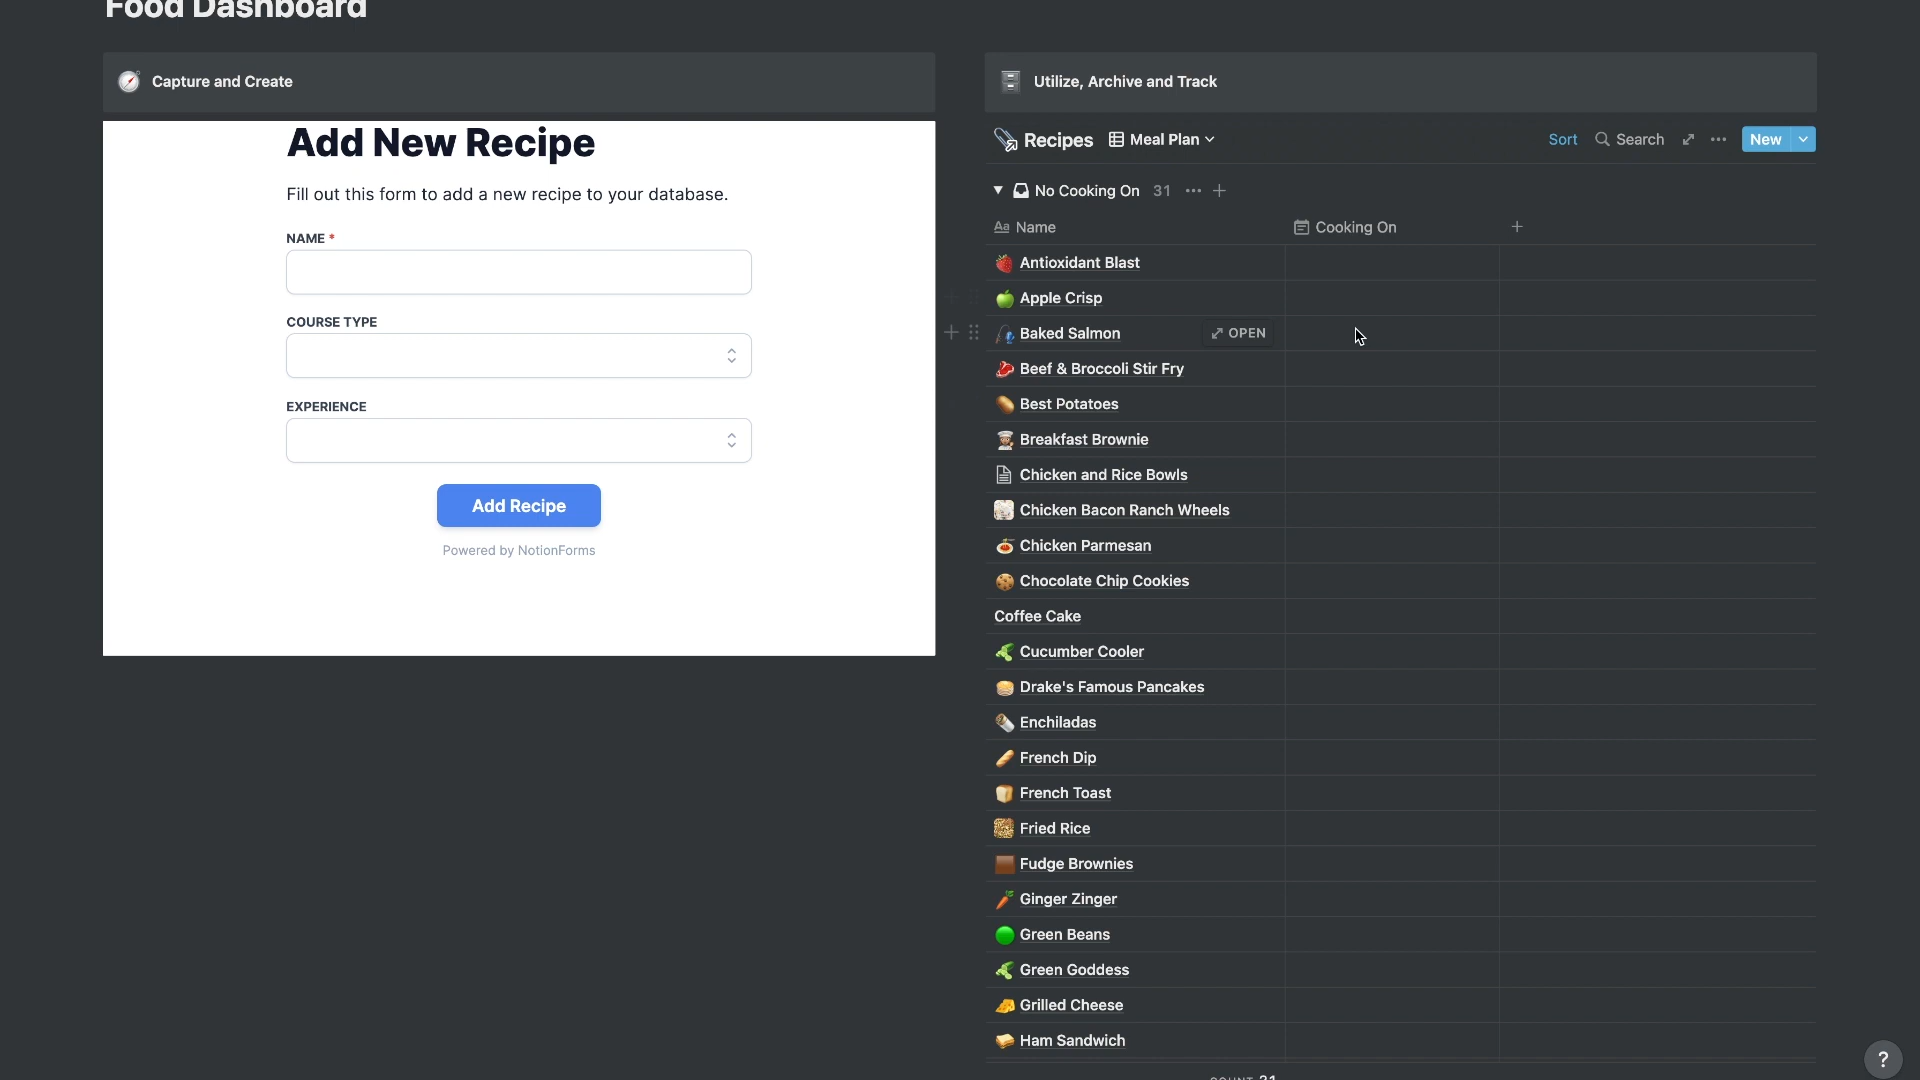 Food Dashboard
Capture and Create
Add New Recipe
Fill out this form to add a new recipe to your database.
NAME *
COURSE TYPE
EXPERIENCE
Add Recipe
Powered by NotionForms
Utilize, Archive and Track
Recipes Meal Plan Sort Search ... New
No Cooking On 31 ... +
Aa Name Cooking On +
Antioxidant Blast
Apple Crisp
Baked Salmon OPEN
Beef & Broccoli Stir Fry
Best Potatoes
Breakfast Brownie
Chicken and Rice Bowls
Chicken Bacon Ranch Wheels
Chicken Parmesan
Chocolate Chip Cookies
Coffee Cake
Cucumber Cooler
Drake's Famous Pancakes
Enchiladas
French Dip
French Toast
Fried Rice
Fudge Brownies
Ginger Zinger
Green Beans
Green Goddess
Grilled Cheese
Ham Sandwich
COUNT 31
?